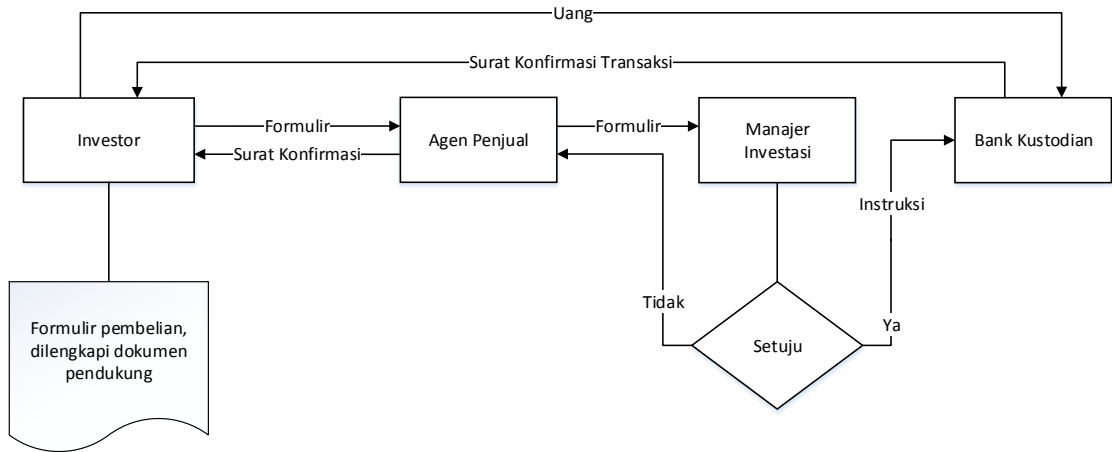 Uang
Surat Konfirmasi Transaksi
Investor
Formulir
Surat Konfirmasi
Agen Penjual
Formulir
Manajer
Investasi
Bank Kustodian
Instruksi
Tidak
Ya
Setuju
Formulir pembelian,
dilengkapi dokumen
pendukung